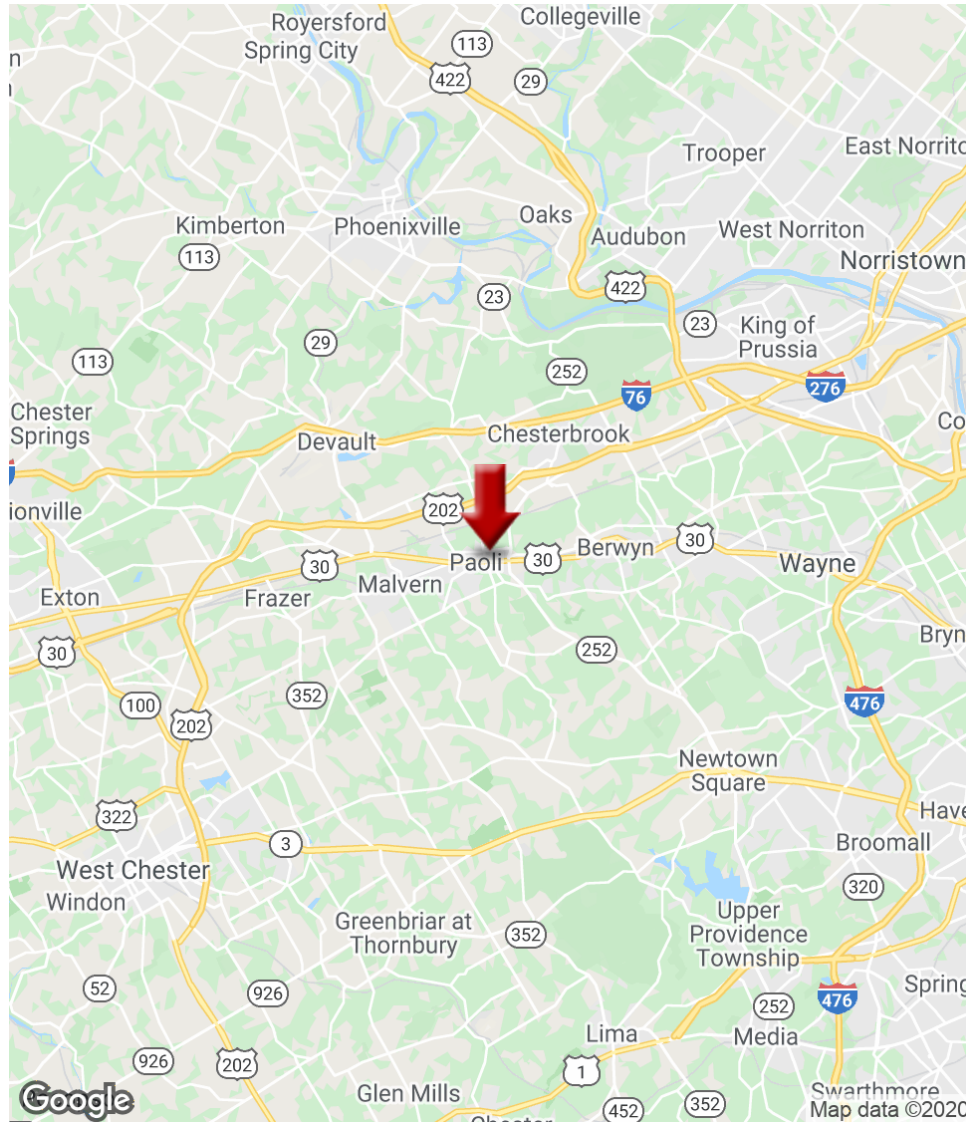 Royersford
Collegeville
Spring City
113
422
29
n
Trooper
East Norrito
Oaks
Kimberton
Phoenixville
Audubon
West Norriton
113
Norristown
422
23
23
King of
Prussia
29
113
252
76
276
Chester
Springs
Devault
Chesterbrook
Co
ionville
202
30
Paoli
30
Berwyn
30
Malvern
Wayne
Exton
Frazer
30
252
Bryn
352
100
202
476
Newtown
Square
322
3
Have
Broomall
West Chester
Windon
320
Greenbriar at
Thornbury
352
Upper
Providence
Township
52
926
Spring
476
252
Lima
Media
926
202
1
Glen Mills
Swarthmore
Google
452
352
Map data ©2020
Chester